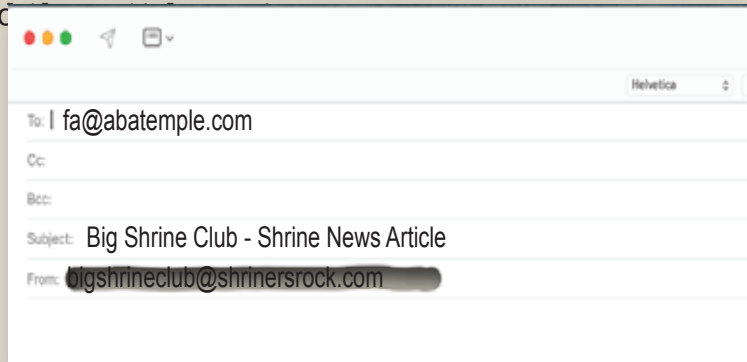 Helvetica
To: fa@abatemple.com
Cc:
Bcc:
Subject: Big Shrine Club - Shrine News Article
From: bigshrineclub@shrinersrock.com